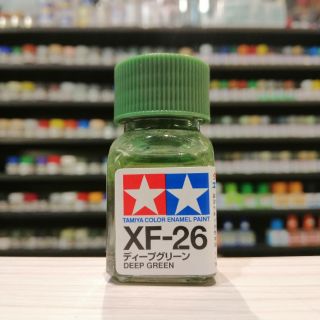 TAMIYA COLOR ENAMEL PAINT
XF-26
ディープグリーン
DEEP GREEN